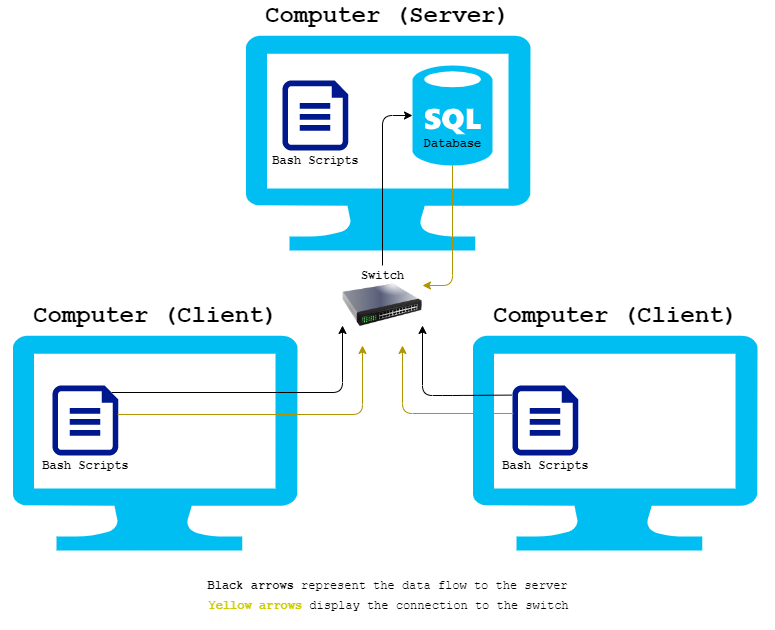 Computer (Server)
SQL
Database
Bash Scripts
Switch
Computer (Client)
Computer (Client)
Bash Scripts
Bash Scripts
Black arrows represent the data flow to the server
Yellow arrows display the connection to the switch